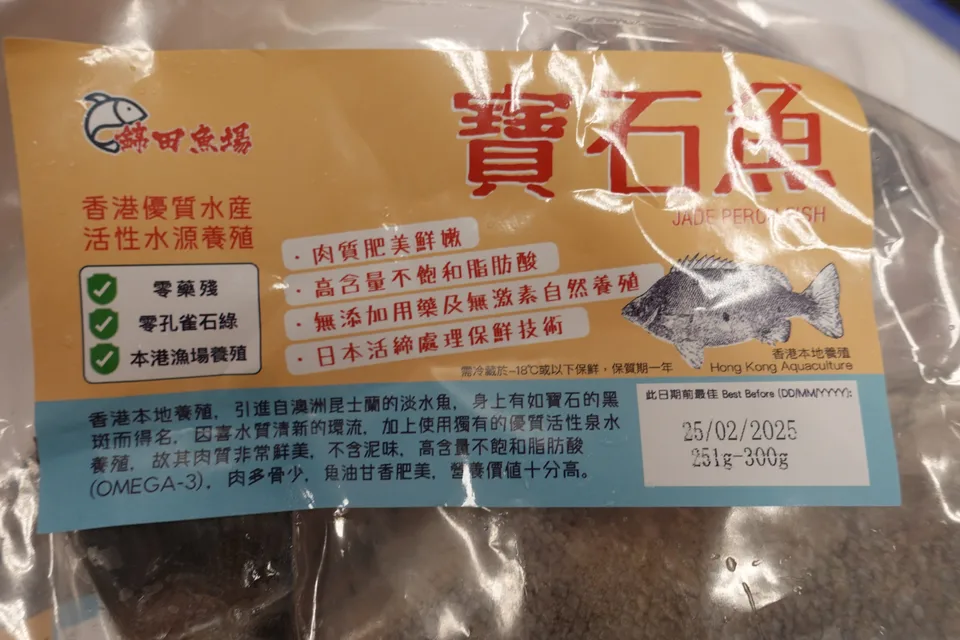 錦田魚場
寶石魚
JADE PERCH FISH
香港優質水產
活性水源養殖
零藥殘
零孔雀石綠
本港漁場養殖
· 肉質肥美鮮嫩
· 高含量不飽和脂肪酸
· 無添加用藥及無激素自然養殖
· 日本活締處理保鮮技術
香港本地養殖
Hong Kong Aquaculture
需冷藏於-18℃或以下保鮮，保質期一年
香港本地養殖，引進自澳洲昆士蘭的淡水魚，身上有如寶石的黑
斑而得名，因喜水質清新的環流，加上使用獨有的優質活性泉水
養殖，故其肉質非常鮮美，不含泥味，高含量不飽和脂肪酸
(OMEGA-3)，肉多骨少，魚油甘香肥美，營養價值十分高。
此日期前最佳 Best Before (DD/MM/YYYY):
25/02/2025
251g-300g